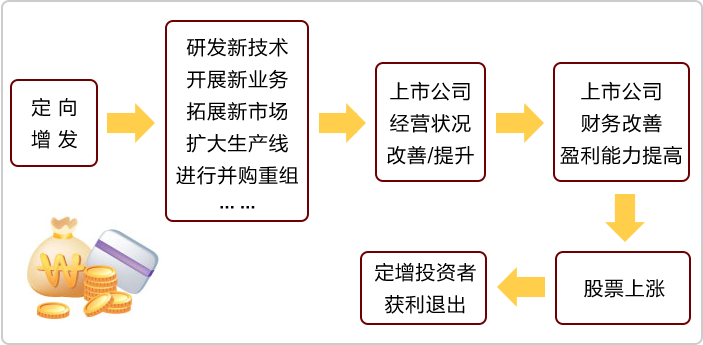 定 向
增 发
研发新技术
开展新业务
拓展新市场
扩大生产线
进行并购重组
... ...
上市公司
经营状况
改善/提升
上市公司
财务改善
盈利能力提高
股票上涨
定增投资者
获利退出
₩